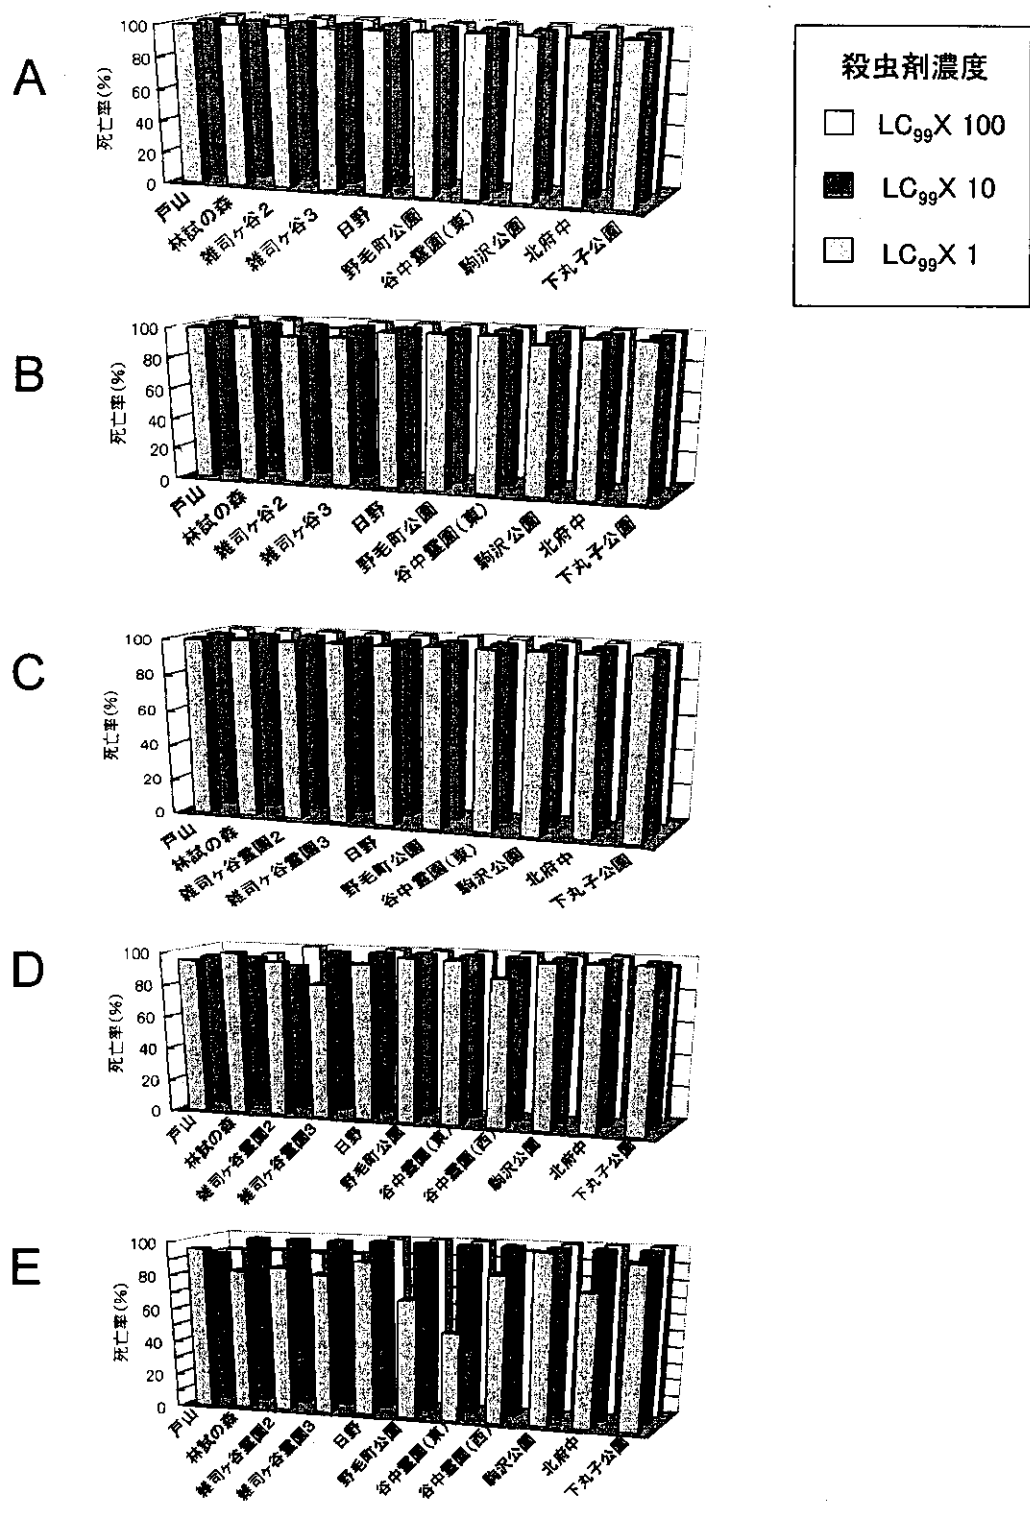 A
死亡率(%)
100
80
60
40
20
0
戸山
林試の森
雑司ヶ谷2
雑司ヶ谷3
日野
野毛町公園
谷中霊園(東)
駒沢公園
北府中
下丸子公園
殺虫剤濃度
LC99X 100
LC99X 10
LC99X 1
B
死亡率(%)
100
80
60
40
20
0
戸山
林試の森
雑司ヶ谷2
雑司ヶ谷3
日野
野毛町公園
谷中霊園(東)
駒沢公園
北府中
下丸子公園
C
死亡率(%)
100
80
60
40
20
0
戸山
林試の森
雑司ヶ谷霊園2
雑司ヶ谷霊園3
日野
野毛町公園
谷中霊園(東)
駒沢公園
北府中
下丸子公園
D
死亡率(%)
100
80
60
40
20
0
戸山
林試の森
雑司ヶ谷霊園2
雑司ヶ谷霊園3
日野
野毛町公園
谷中霊園(東)
谷中霊園(西)
駒沢公園
北府中
下丸子公園
E
死亡率(%)
100
80
60
40
20
0
戸山
林試の森
雑司ヶ谷霊園2
雑司ヶ谷霊園3
日野
野毛町公園
谷中霊園(東)
谷中霊園(西)
駒沢公園
北府中
下丸子公園